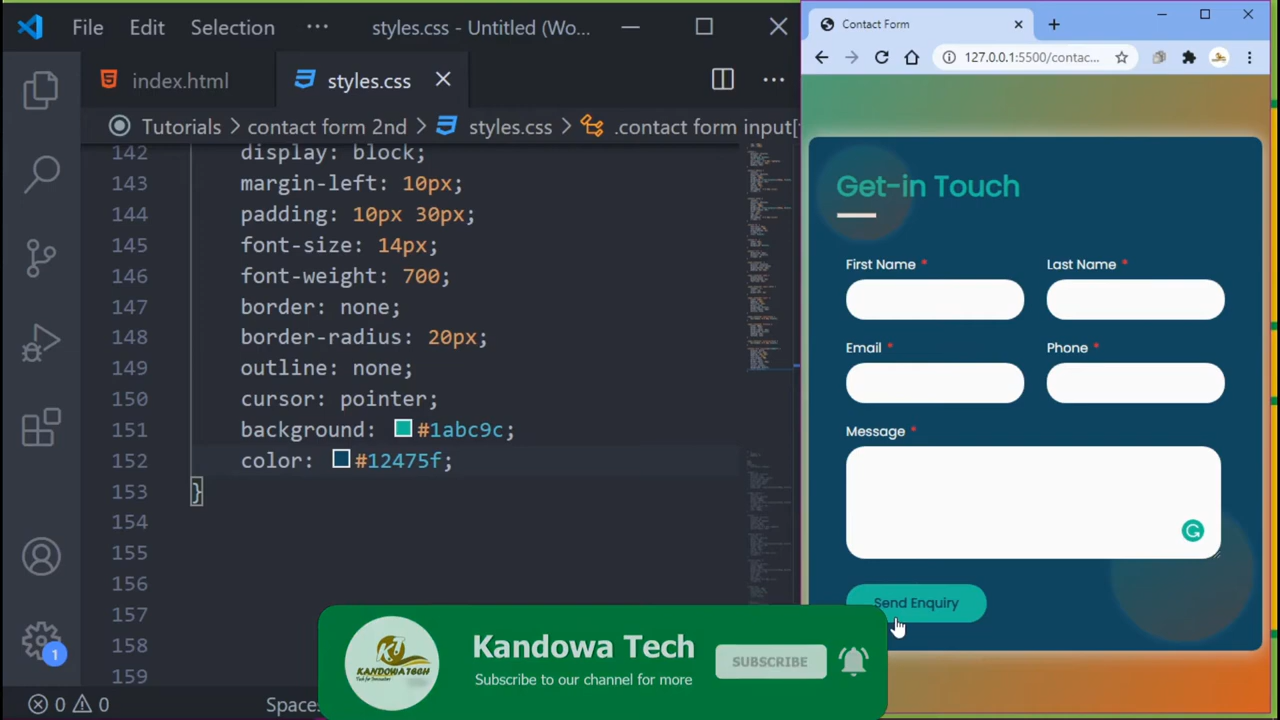 File Edit Selection ··· styles.css - Untitled (Wo...
index.html
styles.css
Tutorials > contact form 2nd > styles.css > .contact form input[
142 display: block;
143 margin-left: 10px;
144 padding: 10px 30px;
145 font-size: 14px;
146 font-weight: 700;
147 border: none;
148 border-radius: 20px;
149 outline: none;
150 cursor: pointer;
151 background: #1abc9c;
152 color: #12475f;
153 }
154
155
156
157
158
159
1
0 0
Spaces
Contact Form
127.0.0.1:5500/contac...
Get-in Touch
First Name *
Last Name *
Email *
Phone *
Message *
Send Enquiry
KT
KANDOWATECH
Kandowa Tech
Subscribe to our channel for more
SUBSCRIBE